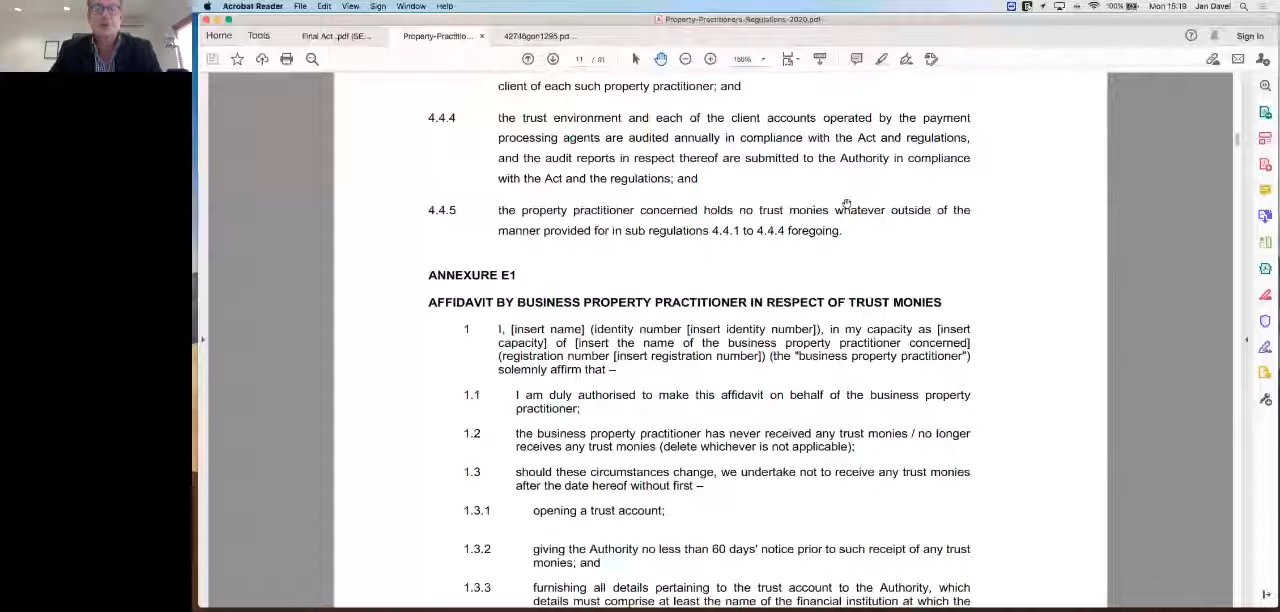 Acrobat Reader File Edit View Sign Window Help 100% Mon 15:19 Jan Davel
Property-Practitioners-Regulations-2020.pdf
Home Tools Final Act .pdf (SE... Property-Practitio... × 42746gon1295.pd... Sign In
11 156%
client of each such property practitioner; and
4.4.4 the trust environment and each of the client accounts operated by the payment
processing agents are audited annually in compliance with the Act and regulations,
and the audit reports in respect thereof are submitted to the Authority in compliance
with the Act and the regulations; and
4.4.5 the property practitioner concerned holds no trust monies whatever outside of the
manner provided for in sub regulations 4.4.1 to 4.4.4 foregoing.
ANNEXURE E1
AFFIDAVIT BY BUSINESS PROPERTY PRACTITIONER IN RESPECT OF TRUST MONIES
1 I, [insert name] (identity number [insert identity number]), in my capacity as [insert
capacity] of [insert the name of the business property practitioner concerned]
(registration number [insert registration number]) (the "business property practitioner")
solemnly affirm that –
1.1 I am duly authorised to make this affidavit on behalf of the business property
practitioner;
1.2 the business property practitioner has never received any trust monies / no longer
receives any trust monies (delete whichever is not applicable);
1.3 should these circumstances change, we undertake not to receive any trust monies
after the date hereof without first –
1.3.1 opening a trust account;
1.3.2 giving the Authority no less than 60 days' notice prior to such receipt of any trust
monies; and
1.3.3 furnishing all details pertaining to the trust account to the Authority, which
details must comprise at least the name of the financial institution at which the